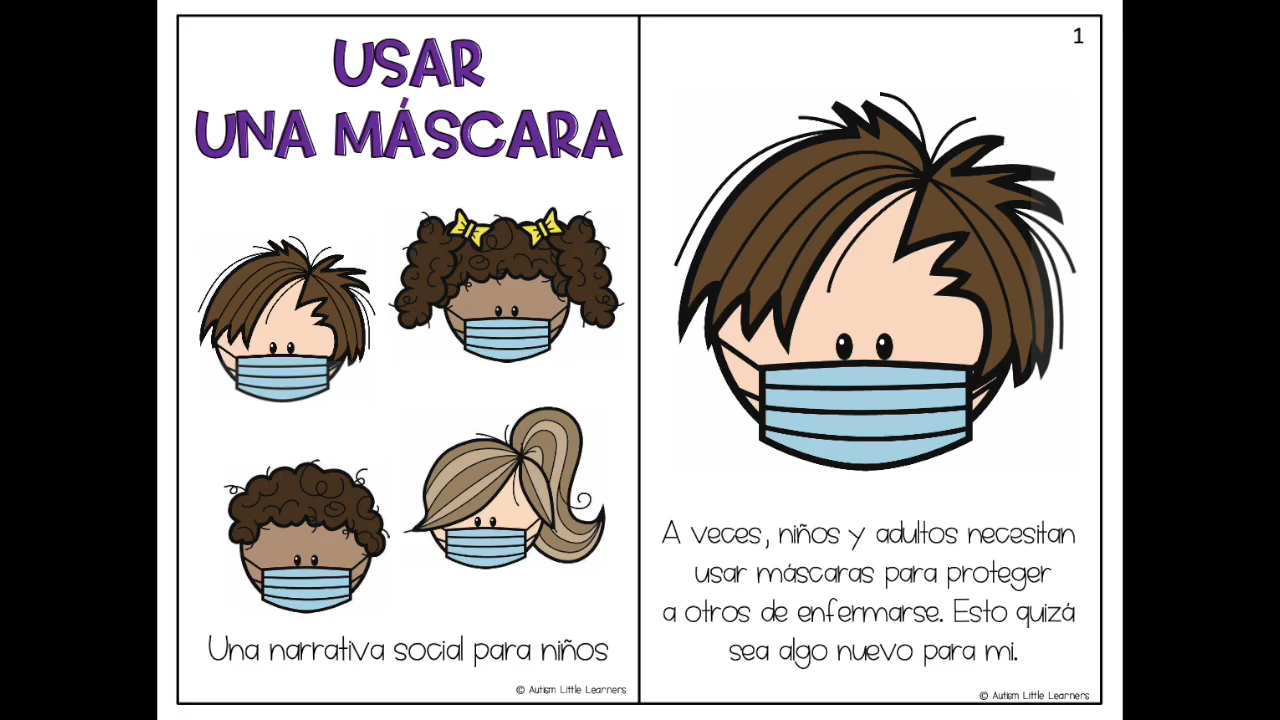 USAR
UNA MÁSCARA
Una narrativa social para niños
© Autism Little Learners
1
A veces, niños y adultos necesitan
usar máscaras para proteger
a otros de enfermarse. Esto quizá
sea algo nuevo para mi.
© Autism Little Learners